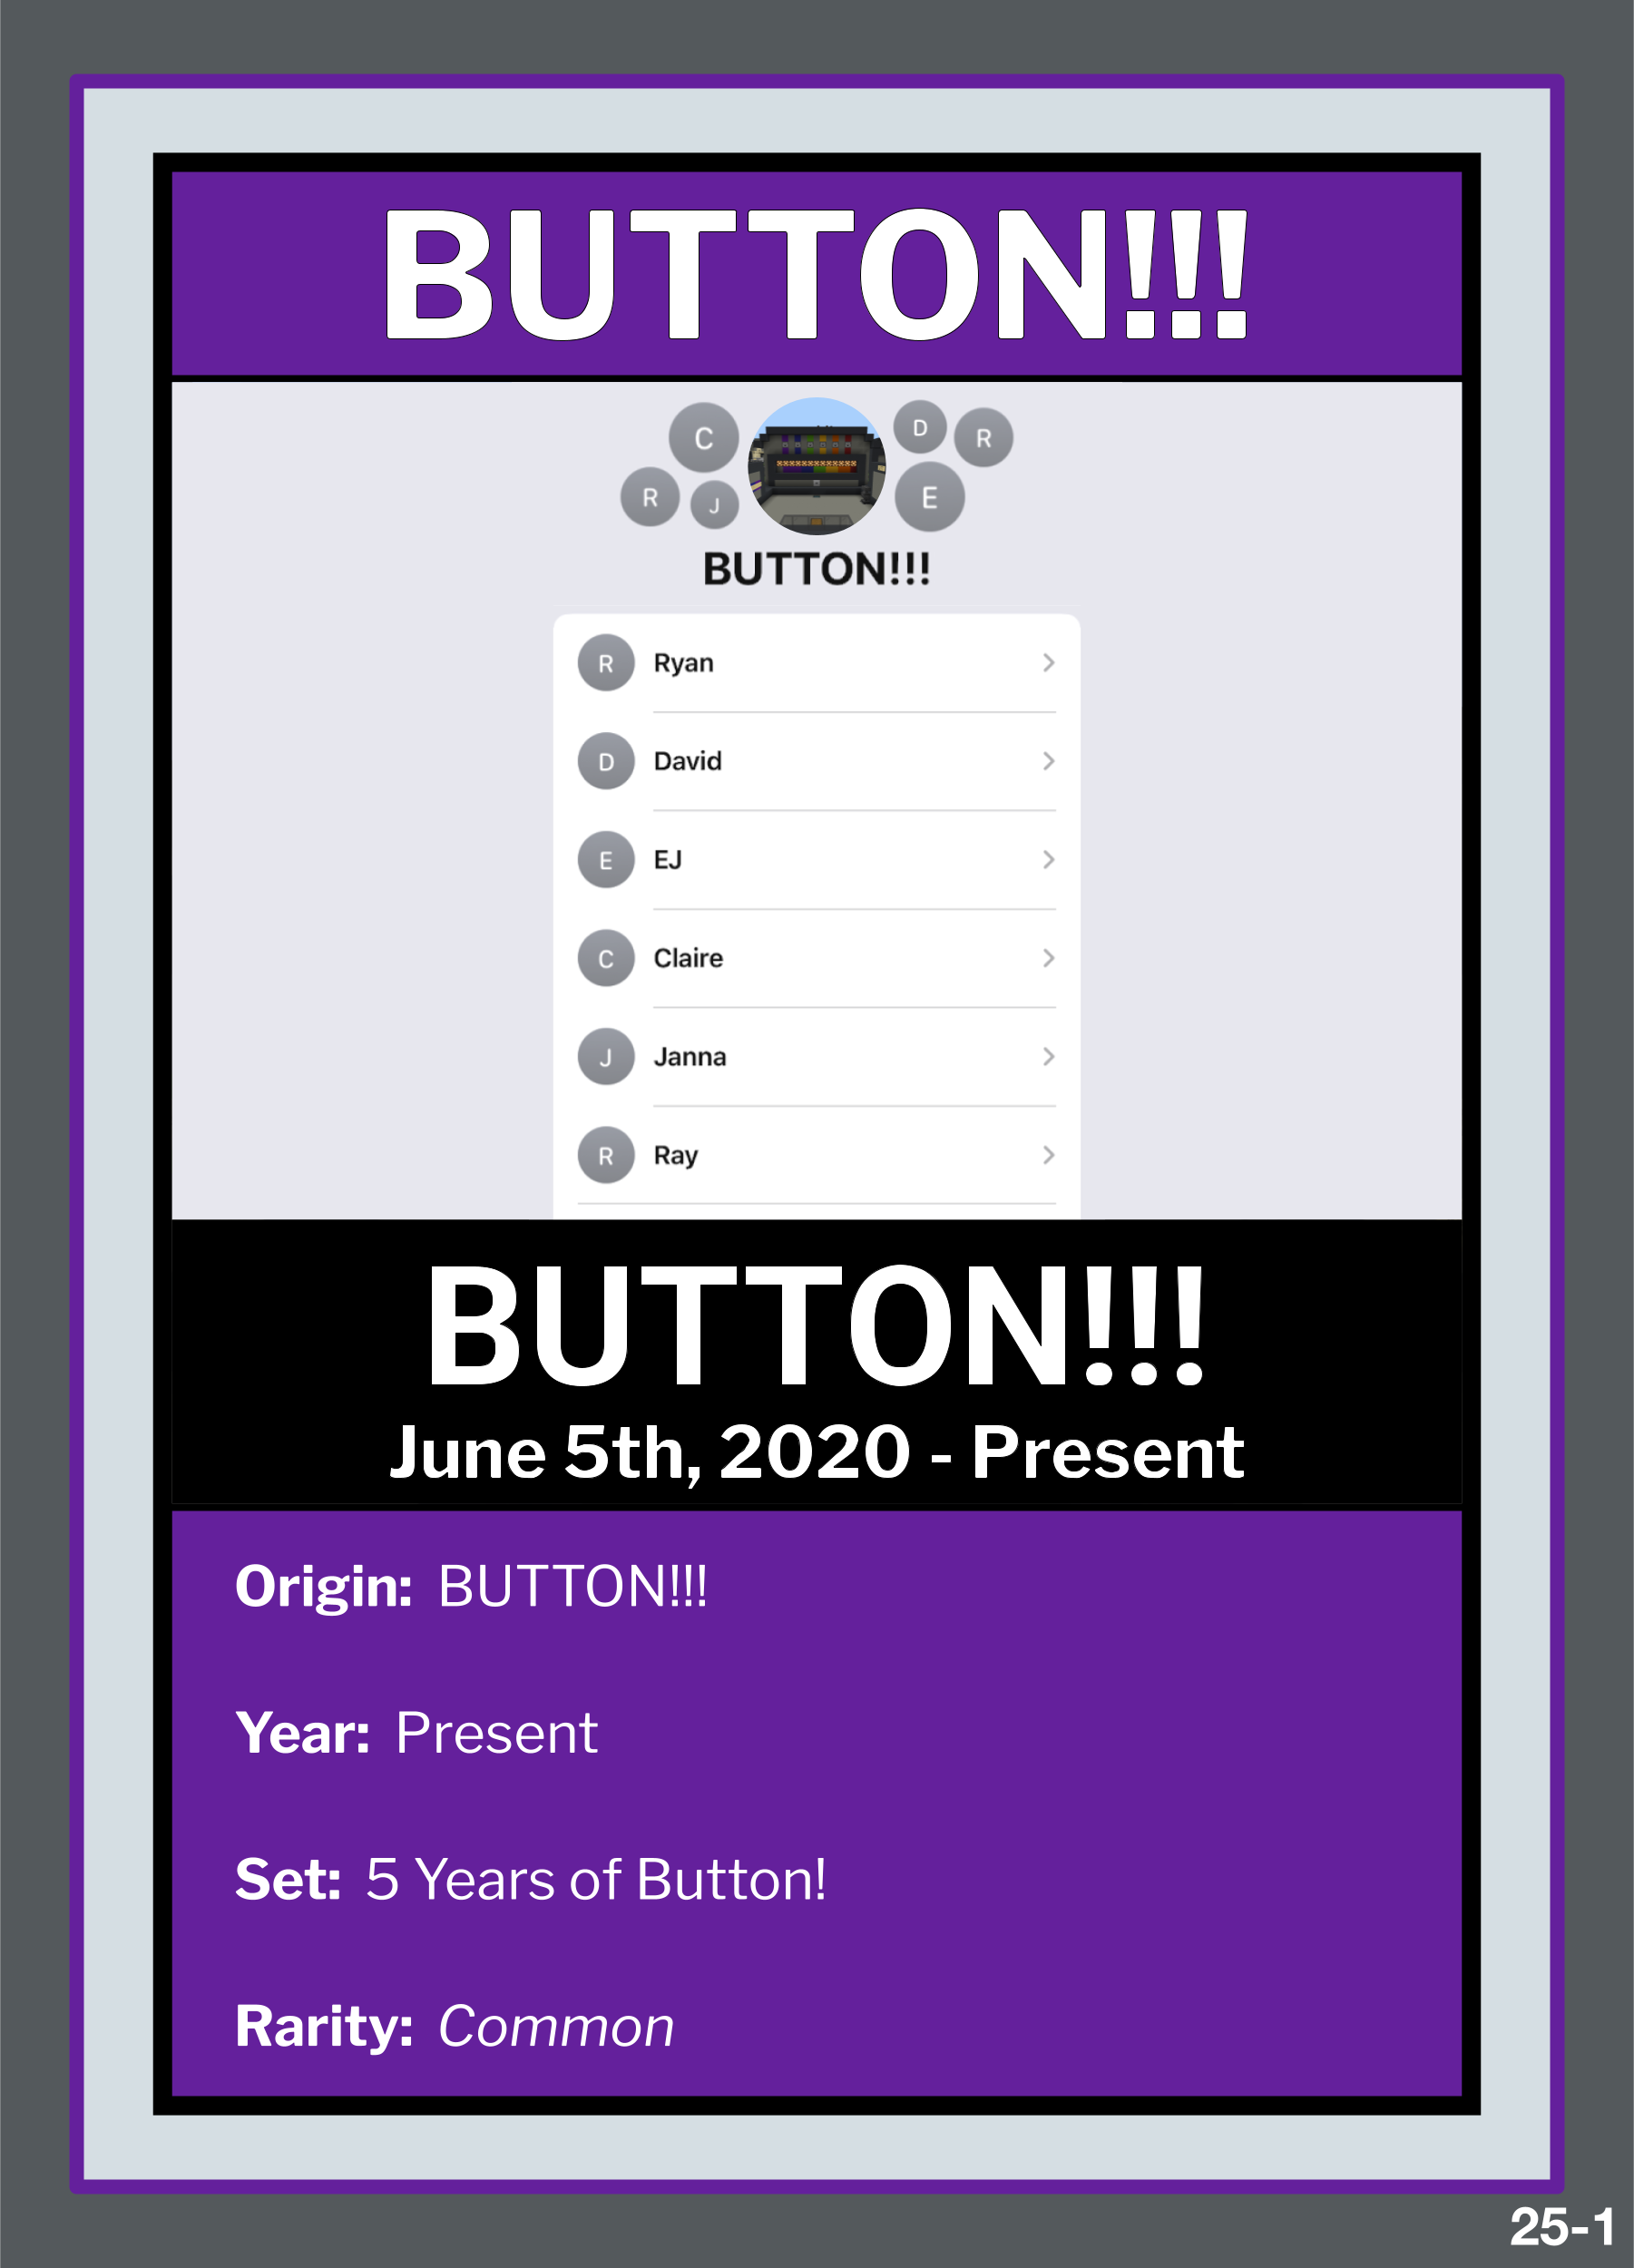 BUTTON!!!
C
D
R
R
J
E
BUTTON!!!
R Ryan
D David
E EJ
C Claire
J Janna
R Ray
BUTTON!!!
June 5th, 2020 - Present
Origin: BUTTON!!!
Year: Present
Set: 5 Years of Button!
Rarity: Common
25-1